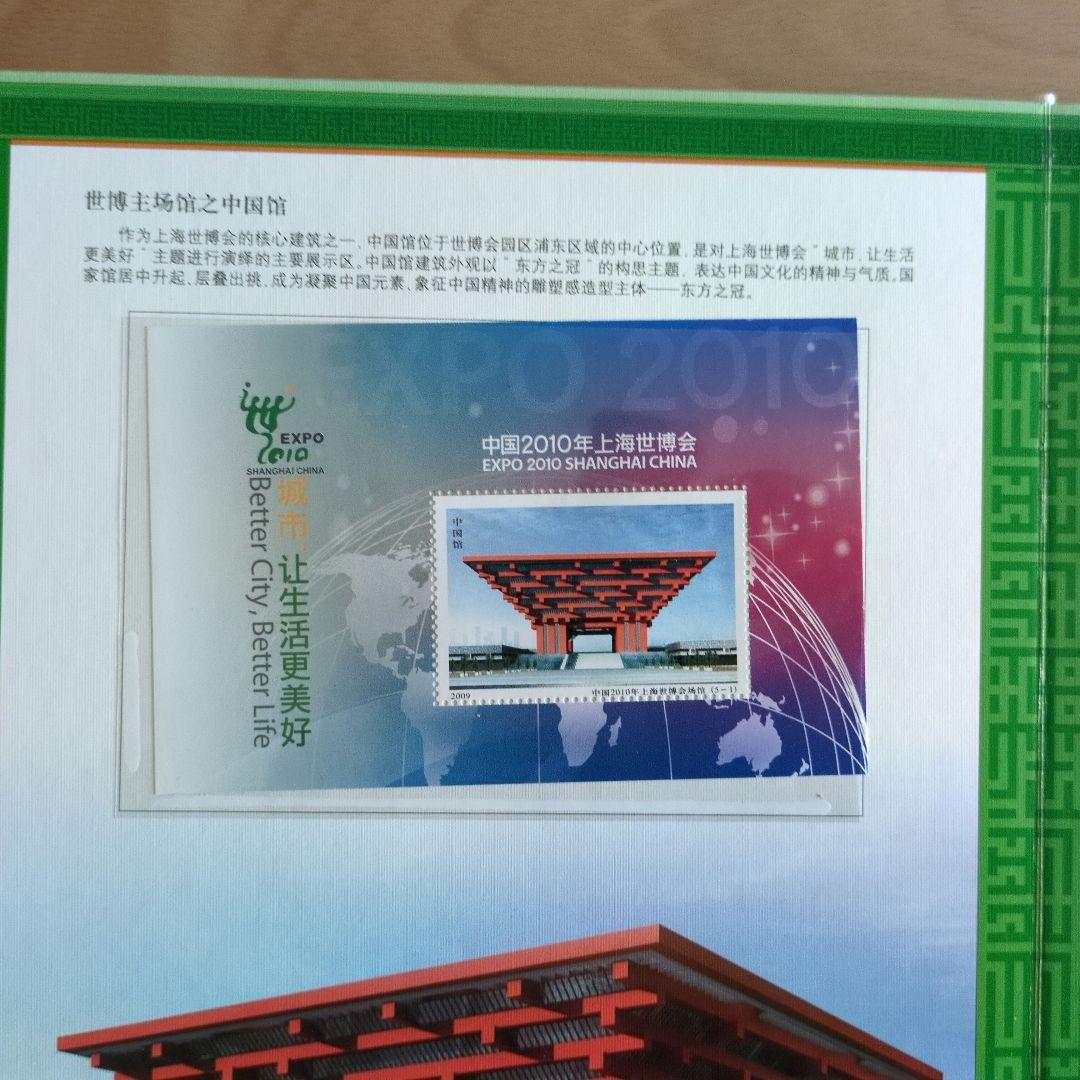 世博主场馆之中国馆
作为上海世博会的核心建筑之一，中国馆位于世博会园区浦东区域的中心位置，是对上海世博会“城市，让生活
更美好”主题进行演绎的主要展示区。中国馆建筑外观以“东方之冠”的构思主题，表达中国文化的精神与气质。国
家馆居中升起、层叠出挑，成为凝聚中国元素、象征中国精神的雕塑感造型主体——东方之冠。
EXPO 2010
世
EXPO
2010
SHANGHAI CHINA
城市，让生活更美好
Better City, Better Life
中国2010年上海世博会
EXPO 2010 SHANGHAI CHINA
中国馆
2009
中国2010年上海世博会场馆（5-1）